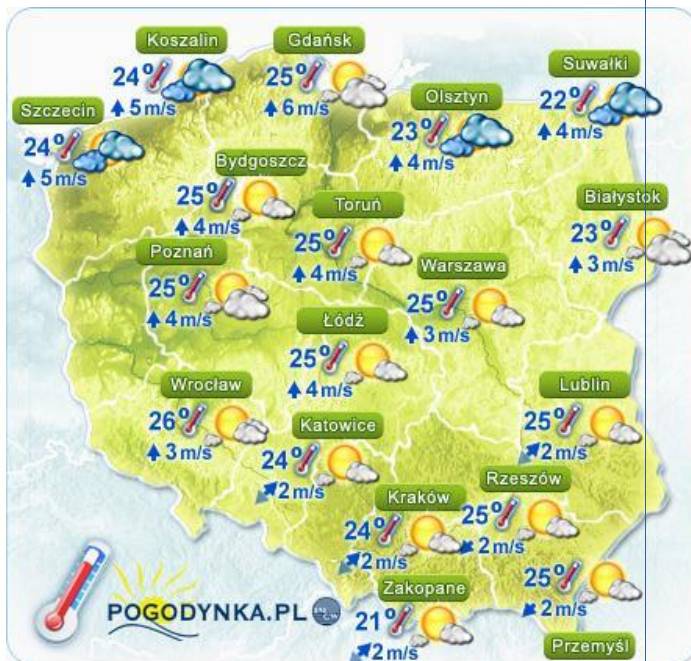 Koszalin
24°
5 m/s
Gdańsk
25°
6 m/s
Suwałki
22°
4 m/s
Szczecin
24°
5 m/s
Olsztyn
23°
4 m/s
Bydgoszcz
25°
4 m/s
Toruń
25°
4 m/s
Białystok
23°
3 m/s
Poznań
25°
4 m/s
Warszawa
25°
3 m/s
Łódź
25°
4 m/s
Wrocław
26°
3 m/s
Lublin
25°
2 m/s
Katowice
24°
2 m/s
Rzeszów
25°
2 m/s
Kraków
24°
2 m/s
25°
2 m/s
Przemyśl
Zakopane
21°
2 m/s
POGODYNKA.PL